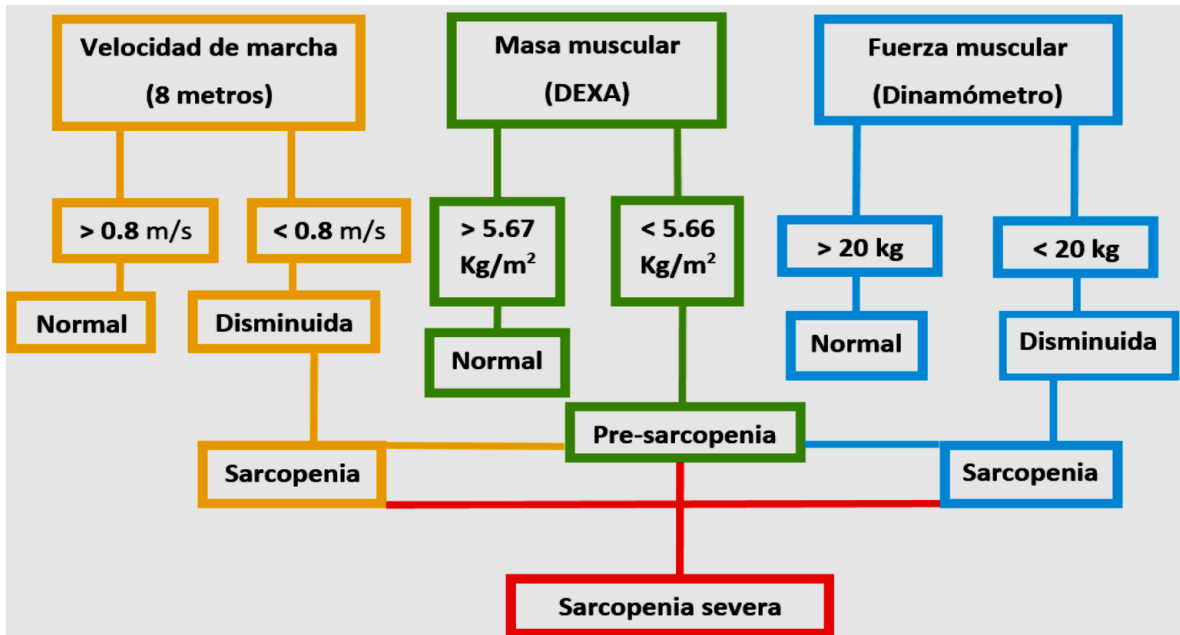 Velocidad de marcha
(8 metros)
Masa muscular
(DEXA)
Fuerza muscular
(Dinamómetro)
> 0.8 m/s
< 0.8 m/s
> 5.67
Kg/m²
< 5.66
Kg/m²
> 20 kg
< 20 kg
Normal
Disminuida
Normal
Normal
Disminuida
Pre-sarcopenia
Sarcopenia
Sarcopenia
Sarcopenia severa